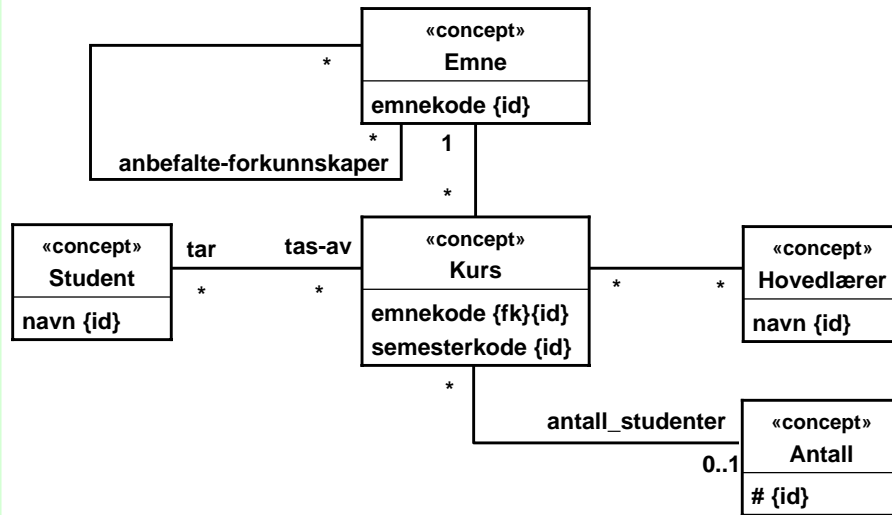 «concept»
Emne
*
emnekode {id}
*
1
anbefalte-forkunnskaper
*
«concept»
Student
navn {id}
tar
tas-av
*
*
«concept»
Kurs
emnekode {fk}{id}
semesterkode {id}
*
*
«concept»
Hovedlærer
navn {id}
*
antall_studenter
0..1
«concept»
Antall
# {id}